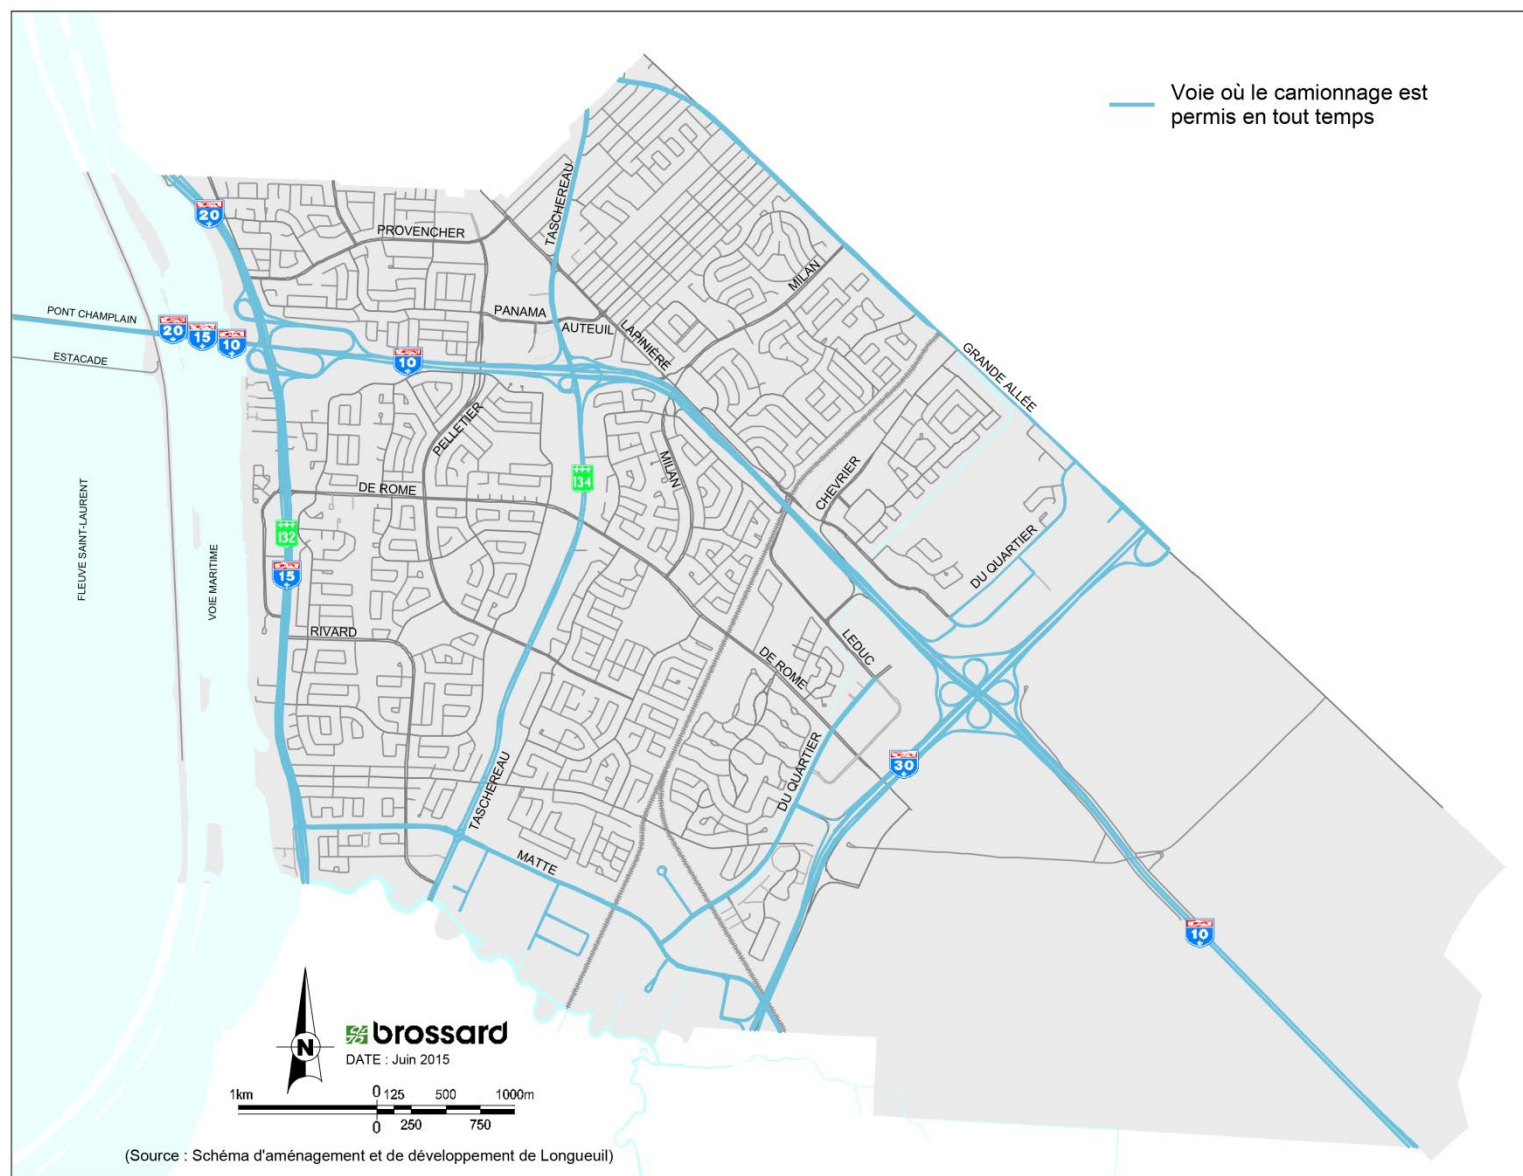 Voie où le camionnage est
permis en tout temps
20
TASCHEREAU
PROVENCHER
MILAN
PONT CHAMPLAIN
20
15
10
PANAMA
AUTEUIL
LAPINIÈRE
ESTACADE
10
GRANDE ALLÉE
PELLETIER
134
MILAN
DE ROME
CHEVRIER
132
FLEUVE SAINT-LAURENT
VOIE MARITIME
15
DU QUARTIER
RIVARD
LEDUC
DE ROME
30
DU QUARTIER
TASCHEREAU
MATTE
10
N
brossard
DATE : Juin 2015
1km
0
125
500
1000m
0
250
750
(Source : Schéma d'aménagement et de développement de Longueuil)